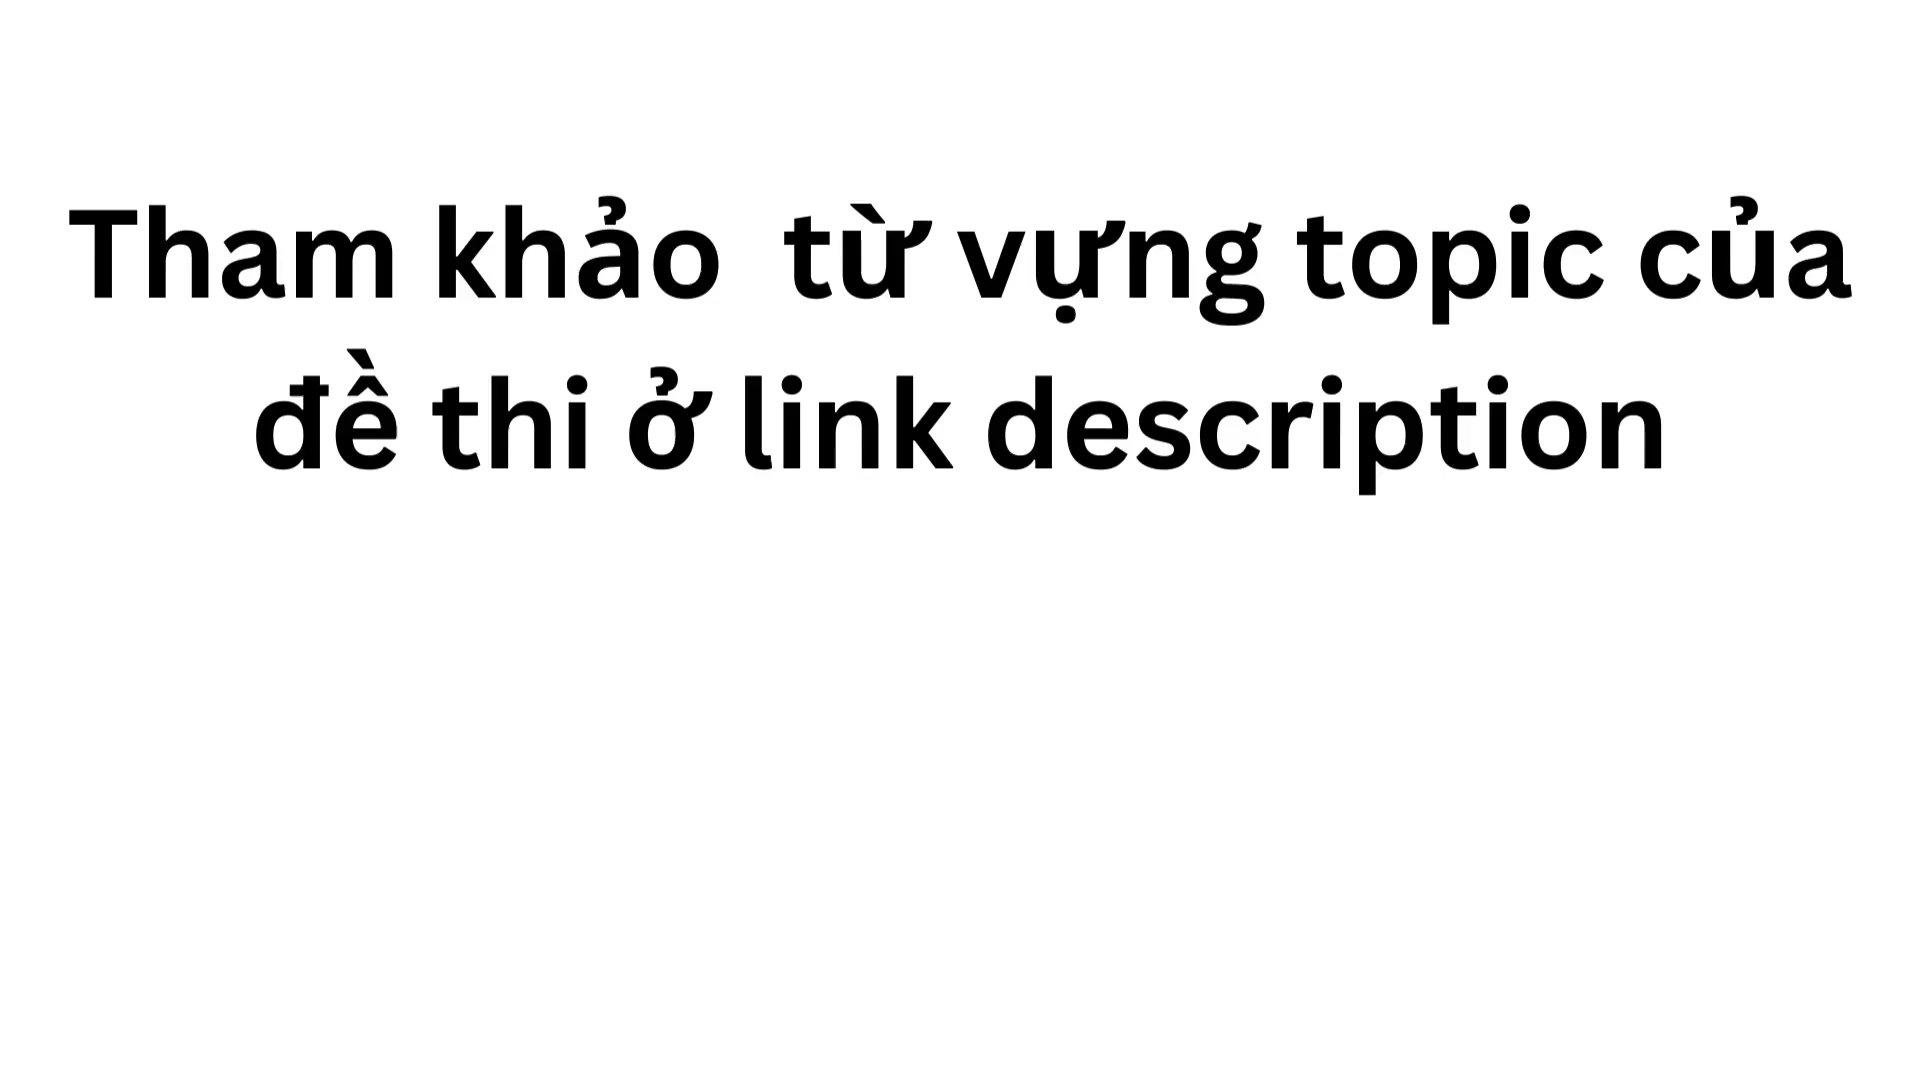 Tham khảo  từ vựng topic của
đề thi ở link description